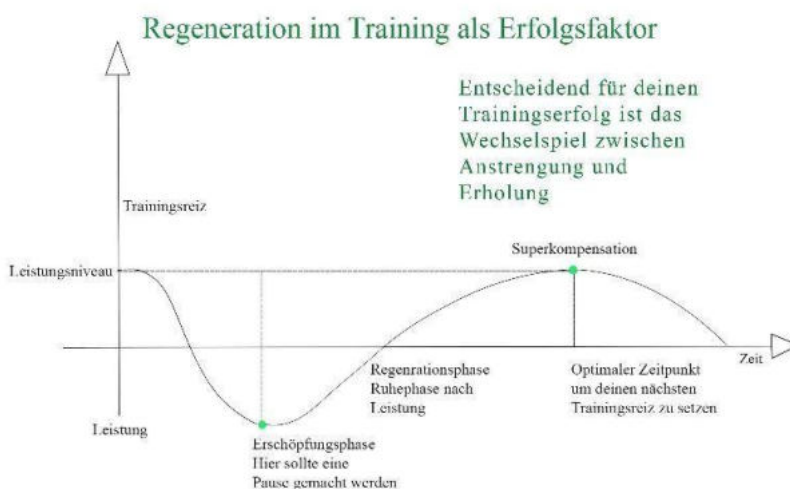 Regeneration im Training als Erfolgsfaktor
Entscheidend für deinen
Trainingserfolg ist das
Wechselspiel zwischen
Anstrengung und
Erholung
Trainingsreiz
Superkompensation
Leistungsniveau
Zeit
Regenrationsphase
Ruhephase nach
Leistung
Optimaler Zeitpunkt
um deinen nächsten
Trainingsreiz zu setzen
Leistung
Erschöpfungsphase
Hier sollte eine
Pause gemacht werden